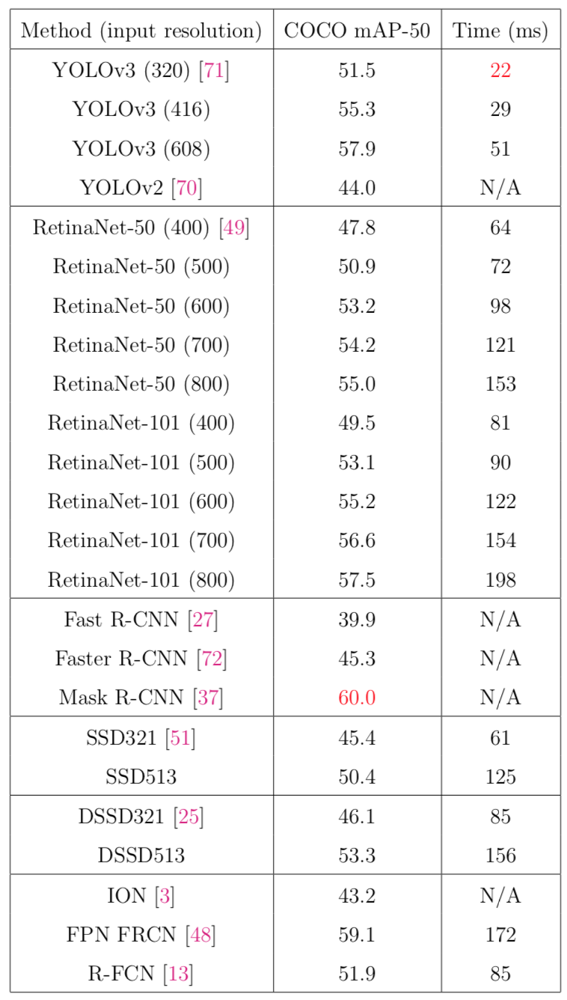 Method (input resolution) COCO mAP-50 Time (ms)
YOLOv3 (320) [71] 51.5 22
YOLOv3 (416) 55.3 29
YOLOv3 (608) 57.9 51
YOLOv2 [70] 44.0 N/A
RetinaNet-50 (400) [49] 47.8 64
RetinaNet-50 (500) 50.9 72
RetinaNet-50 (600) 53.2 98
RetinaNet-50 (700) 54.2 121
RetinaNet-50 (800) 55.0 153
RetinaNet-101 (400) 49.5 81
RetinaNet-101 (500) 53.1 90
RetinaNet-101 (600) 55.2 122
RetinaNet-101 (700) 56.6 154
RetinaNet-101 (800) 57.5 198
Fast R-CNN [27] 39.9 N/A
Faster R-CNN [72] 45.3 N/A
Mask R-CNN [37] 60.0 N/A
SSD321 [51] 45.4 61
SSD513 50.4 125
DSSD321 [25] 46.1 85
DSSD513 53.3 156
ION [3] 43.2 N/A
FPN FRCN [48] 59.1 172
R-FCN [13] 51.9 85